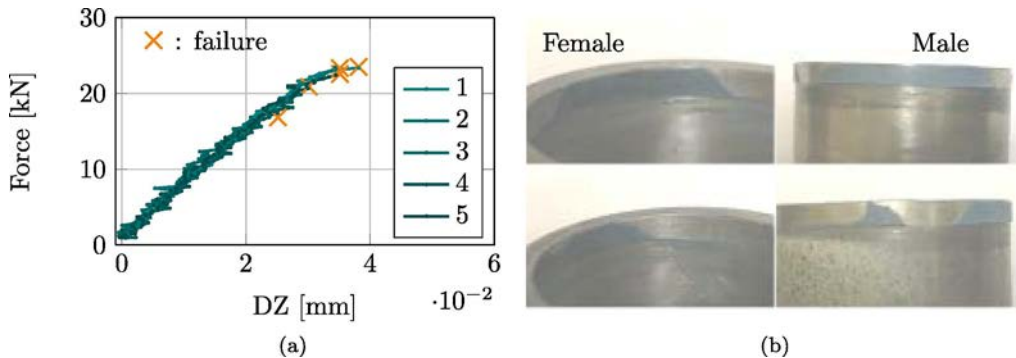 30
20
10
0
Force [kN]
× : failure
1
2
3
4
5
0 2 4 6
DZ [mm] ·10⁻²
(a)
Female Male
(b)